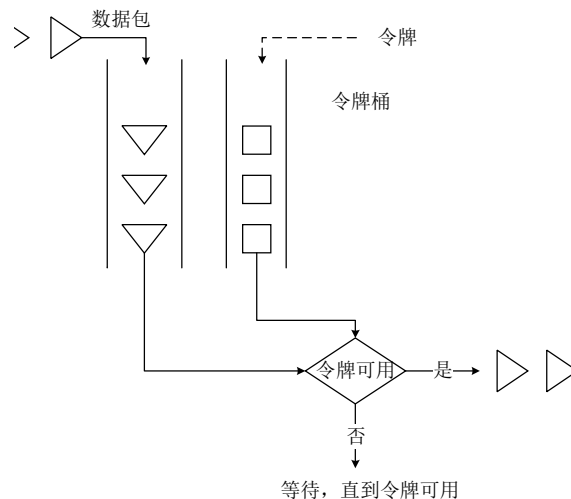 数据包
令牌
令牌桶
令牌可用
是
否
等待，直到令牌可用